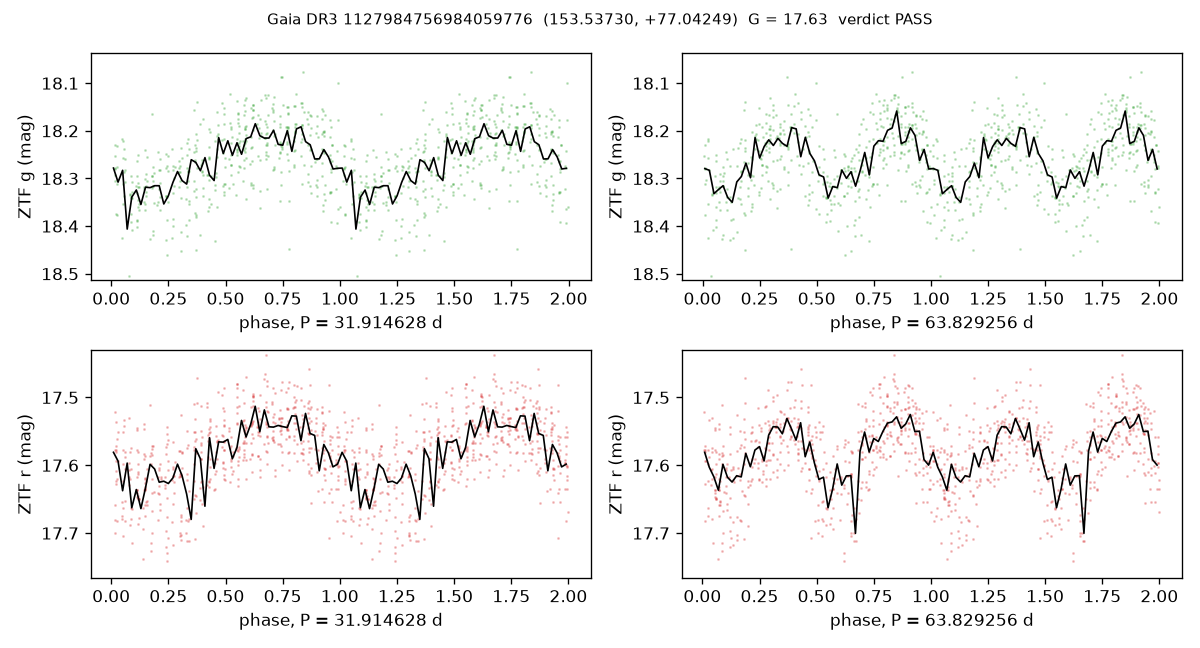 Gaia DR3 1127984756984059776 (153.53730, +77.04249) G = 17.63 verdict PASS
ZTF g (mag)
18.1
18.2
18.3
18.4
18.5
0.00 0.25 0.50 0.75 1.00 1.25 1.50 1.75 2.00
phase, P = 31.914628 d
ZTF g (mag)
18.1
18.2
18.3
18.4
18.5
0.00 0.25 0.50 0.75 1.00 1.25 1.50 1.75 2.00
phase, P = 63.829256 d
ZTF r (mag)
17.5
17.6
17.7
0.00 0.25 0.50 0.75 1.00 1.25 1.50 1.75 2.00
phase, P = 31.914628 d
ZTF r (mag)
17.5
17.6
17.7
0.00 0.25 0.50 0.75 1.00 1.25 1.50 1.75 2.00
phase, P = 63.829256 d